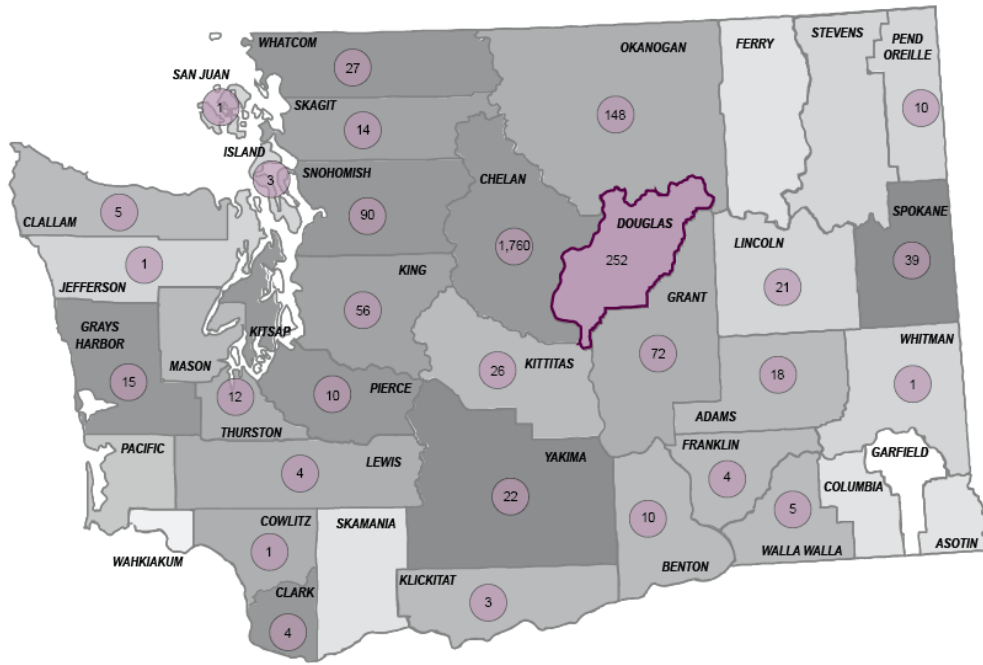 WHATCOM
27
OKANOGAN
148
FERRY
STEVENS
PEND
OREILLE
10
SAN JUAN
1
SKAGIT
14
ISLAND
3
SNOHOMISH
90
CHELAN
1,760
DOUGLAS
252
CLALLAM
5
JEFFERSON
1
KING
56
GRANT
72
LINCOLN
21
SPOKANE
39
GRAYS
HARBOR
15
MASON
KITSAP
THURSTON
12
PIERCE
10
KITTITAS
26
ADAMS
18
WHITMAN
1
PACIFIC
LEWIS
4
YAKIMA
22
FRANKLIN
4
GARFIELD
COLUMBIA
WAHKIAKUM
COWLITZ
1
SKAMANIA
BENTON
10
WALLA WALLA
5
ASOTIN
CLARK
4
KLICKITAT
3